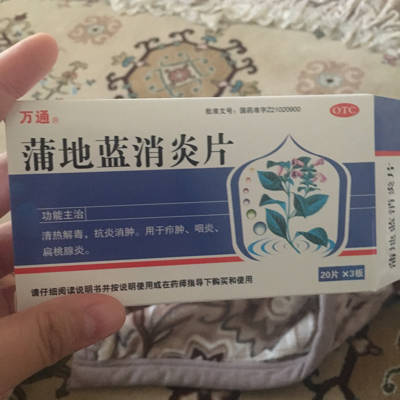 万通®
批准文号：国药准字Z21020900
OTC
蒲地蓝消炎片
功能主治
清热解毒，抗炎消肿。用于疖肿、咽炎、
扁桃腺炎。
20片×3板
请仔细阅读说明书并按说明使用或在药师指导下购买和使用